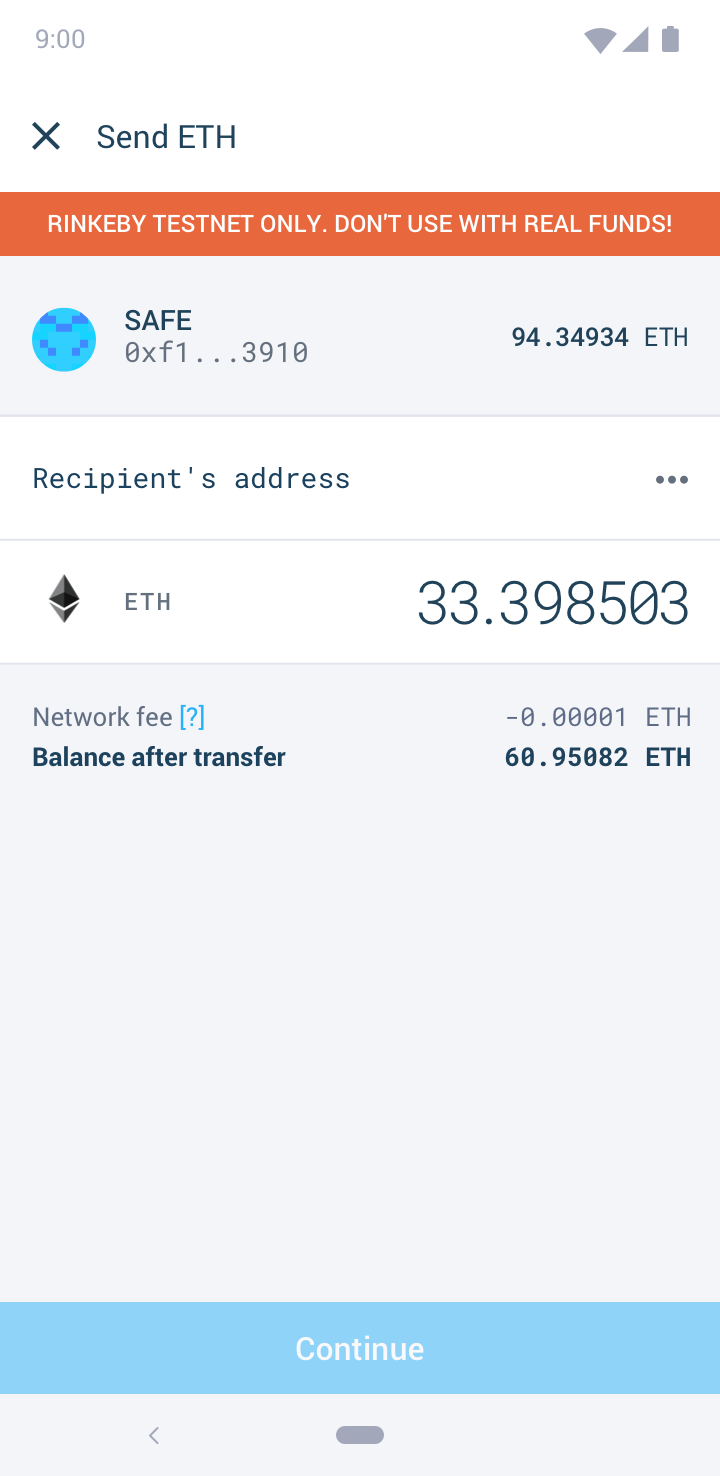 9:00
Send ETH
RINKEBY TESTNET ONLY. DON'T USE WITH REAL FUNDS!
SAFE
94.34934 ETH
0xf1...3910
Recipient's address
ETH 33.398503
Network fee [?] -0.00001 ETH
Balance after transfer 60.95082 ETH
Continue